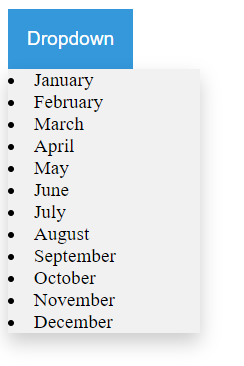 Dropdown
January
February
March
April
May
June
July
August
September
October
November
December